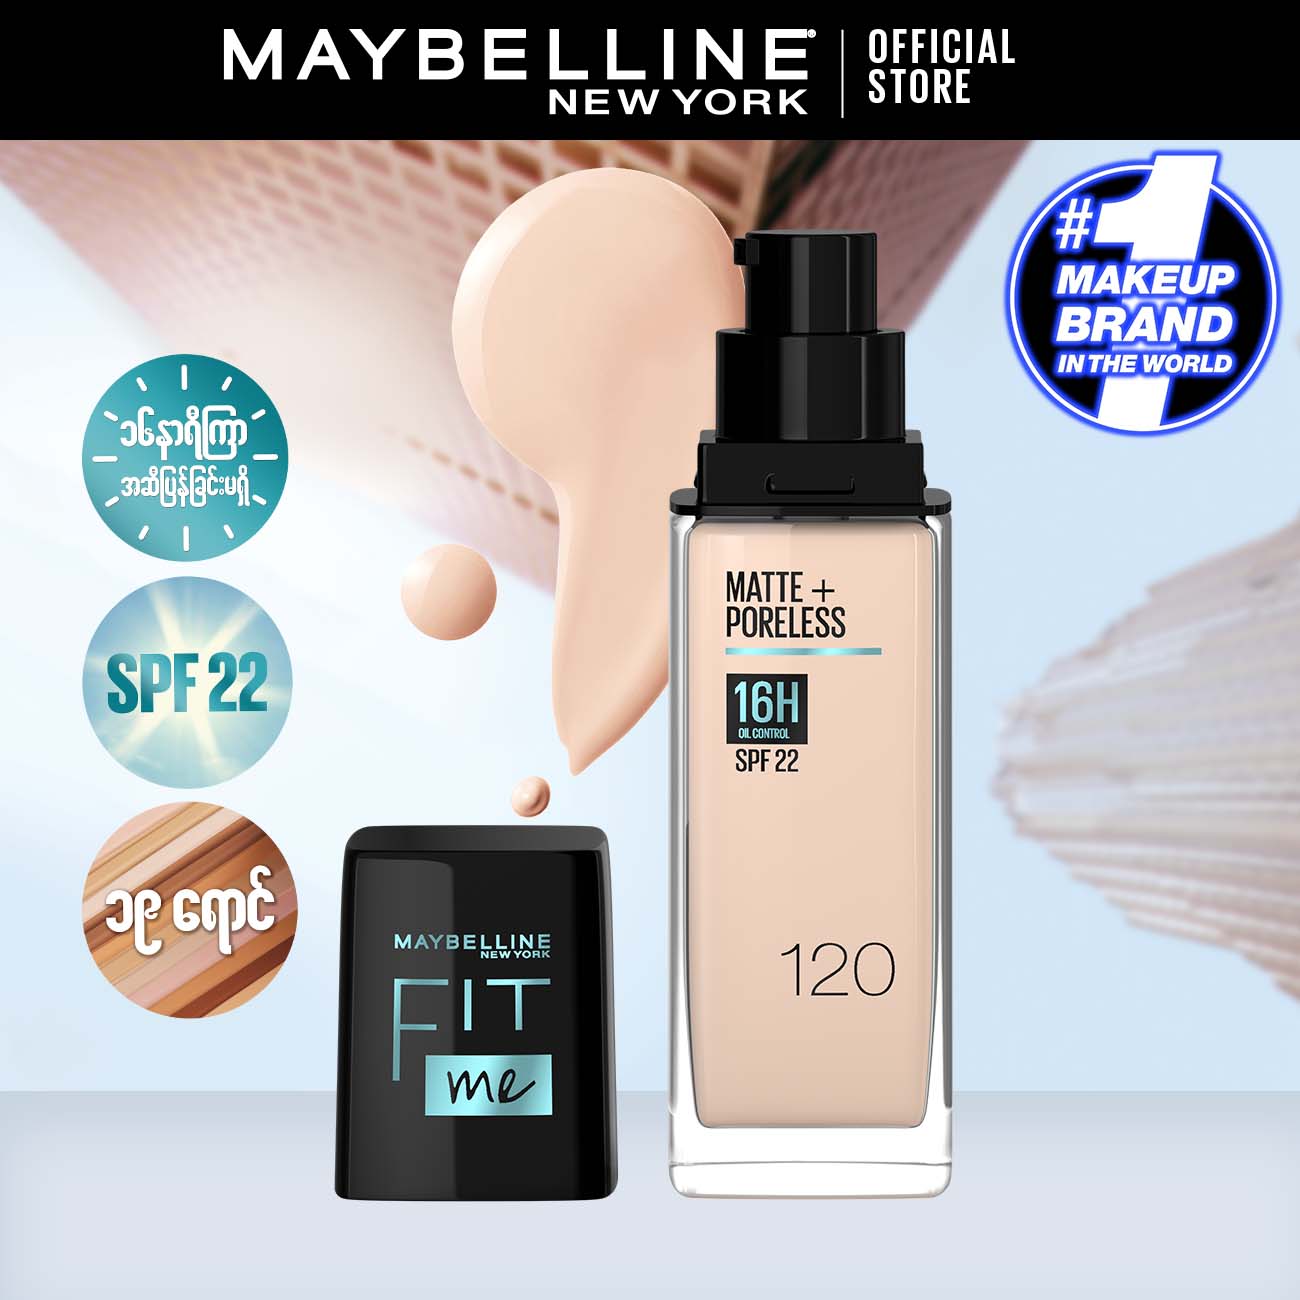 MAYBELLINE
NEW YORK
OFFICIAL
STORE
#1
MAKEUP
BRAND
IN THE WORLD
၁၆နာရီကြာ
အဆီပြန်ခြင်းမရှိ
SPF 22
၁၉ ရောင်
MATTE +
PORELESS
16H
OIL CONTROL
SPF 22
120
MAYBELLINE
NEW YORK
FIT
me